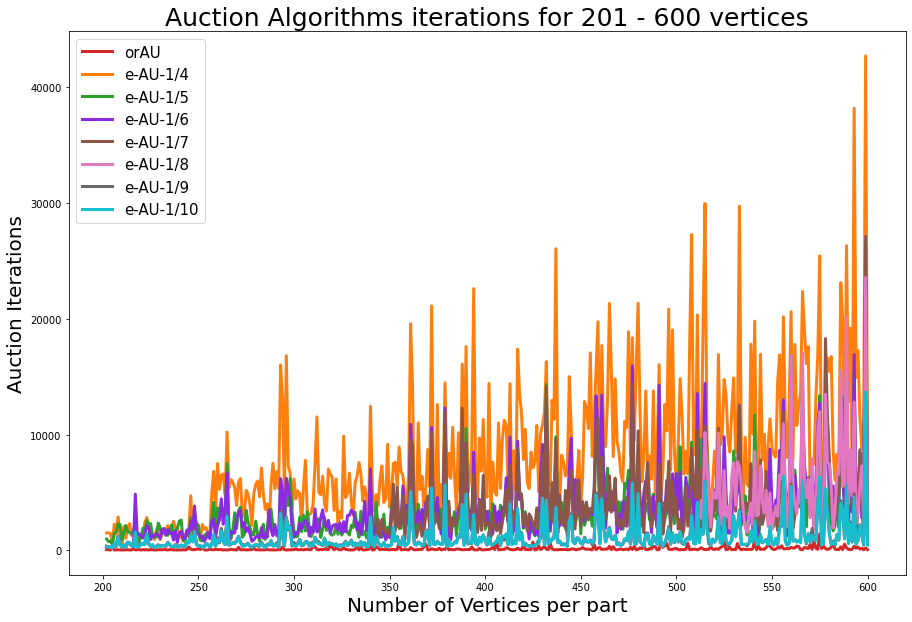 Auction Algorithms iterations for 201 - 600 vertices
orAU
e-AU-1/4
e-AU-1/5
e-AU-1/6
e-AU-1/7
e-AU-1/8
e-AU-1/9
e-AU-1/10
40000
30000
20000
10000
0
Auction Iterations
200 250 300 350 400 450 500 550 600
Number of Vertices per part